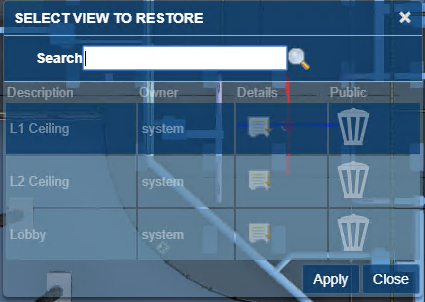 SELECT VIEW TO RESTORE
Search
Description Owner Details Public
L1 Ceiling system
L2 Ceiling system
Lobby system
Apply Close